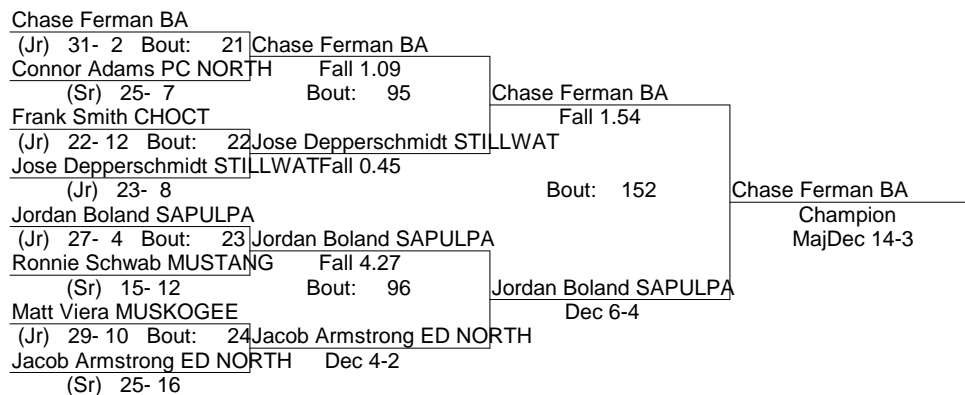 Chase Ferman BA
(Jr) 31- 2 Bout: 21 Chase Ferman BA
Connor Adams PC NORTH Fall 1.09
(Sr) 25- 7 Bout: 95 Chase Ferman BA
Frank Smith CHOCT Fall 1.54
(Jr) 22- 12 Bout: 22 Jose Depperschmidt STILLWAT
Jose Depperschmidt STILLWAT Fall 0.45
(Jr) 23- 8 Bout: 152 Chase Ferman BA
Jordan Boland SAPULPA Champion
(Jr) 27- 4 Bout: 23 Jordan Boland SAPULPA MajDec 14-3
Ronnie Schwab MUSTANG Fall 4.27
(Sr) 15- 12 Bout: 96 Jordan Boland SAPULPA
Matt Viera MUSKOGEE Dec 6-4
(Jr) 29- 10 Bout: 24 Jacob Armstrong ED NORTH
Jacob Armstrong ED NORTH Dec 4-2
(Sr) 25- 16